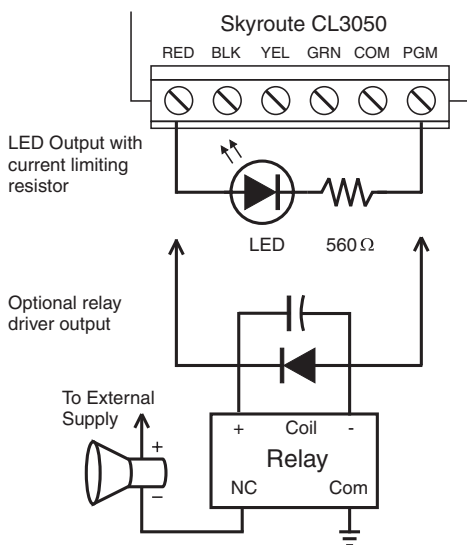 Skyroute CL3050
RED BLK YEL GRN COM PGM
LED Output with
current limiting
resistor
LED 560 Ω
Optional relay
driver output
To External
Supply
+
–
+ Coil -
Relay
NC Com